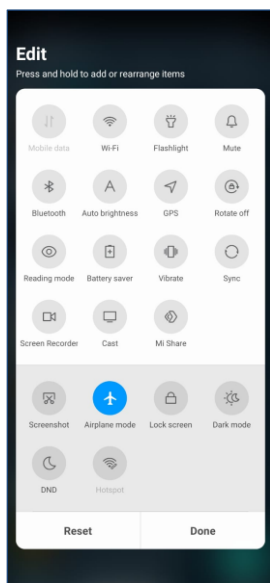 Edit
Press and hold to add or rearrange items
Mobile data Wi-Fi Flashlight Mute
Bluetooth Auto brightness GPS Rotate off
Reading mode Battery saver Vibrate Sync
Screen Recorder Cast Mi Share
Screenshot Airplane mode Lock screen Dark mode
DND Hotspot
Reset Done